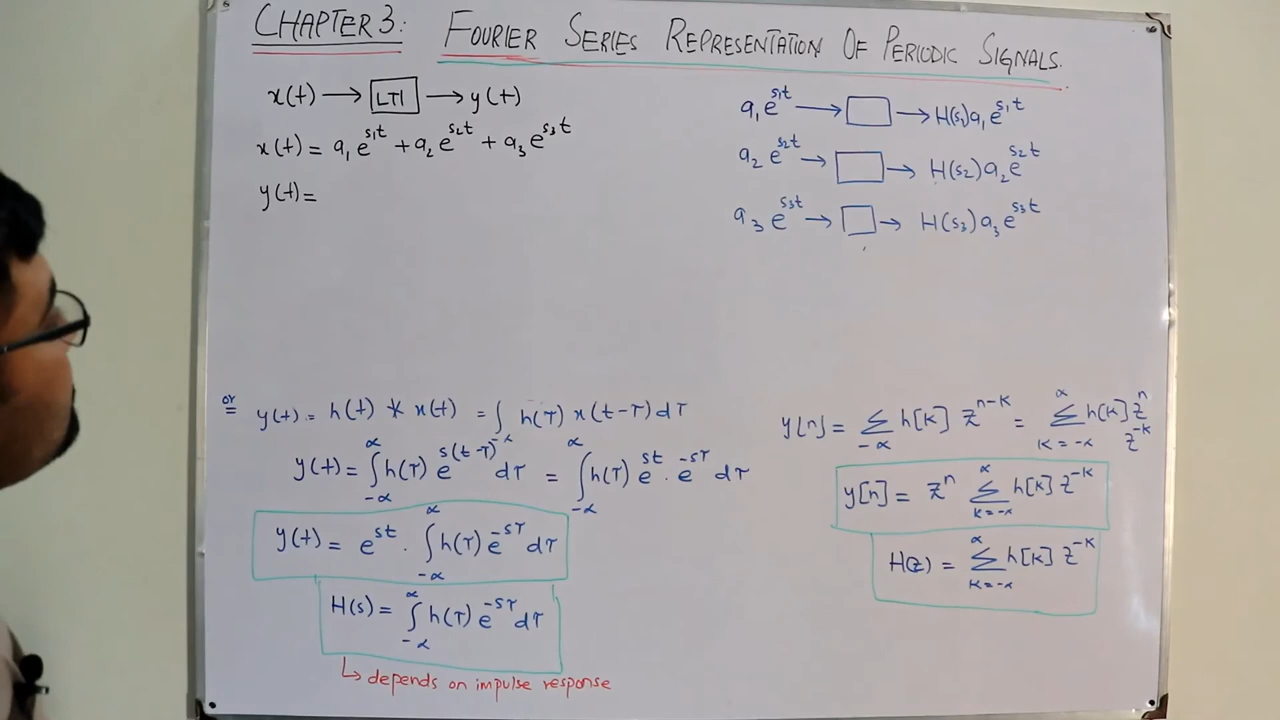 CHAPTER 3: FOURIER SERIES REPRESENTATION OF PERIODIC SIGNALS.
x(t) → LTI → y(t)
x(t) = a₁e^{s₁t} + a₂e^{s₂t} + a₃e^{s₃t}
y(t) =
a₁e^{s₁t} → □ → H(s₁)a₁e^{s₁t}
a₂e^{s₂t} → □ → H(s₂)a₂e^{s₂t}
a₃e^{s₃t} → □ → H(s₃)a₃e^{s₃t}
or
y(t) = h(t) * x(t) = ∫_{-∝} h(τ) x(t-τ) dτ
y(t) = ∫_{-∝}^{∝} h(τ) e^{s(t-τ)} dτ = ∫_{-∝}^{∝} h(τ) e^{st} · e^{-sτ} dτ
y(t) = e^{st} · ∫_{-∝}^{∝} h(τ) e^{-sτ} dτ
H(s) = ∫_{-∝}^{∝} h(τ) e^{-sτ} dτ
↳ depends on impulse response
y[n] = ∑_{-∝} h[k] z^{n-k} = ∑_{k=-∝}^{∝} h[k] z^n z^{-k}
y[n] = z^n ∑_{k=-∝}^{∝} h[k] z^{-k}
H(z) = ∑_{k=-∝}^{∝} h[k] z^{-k}